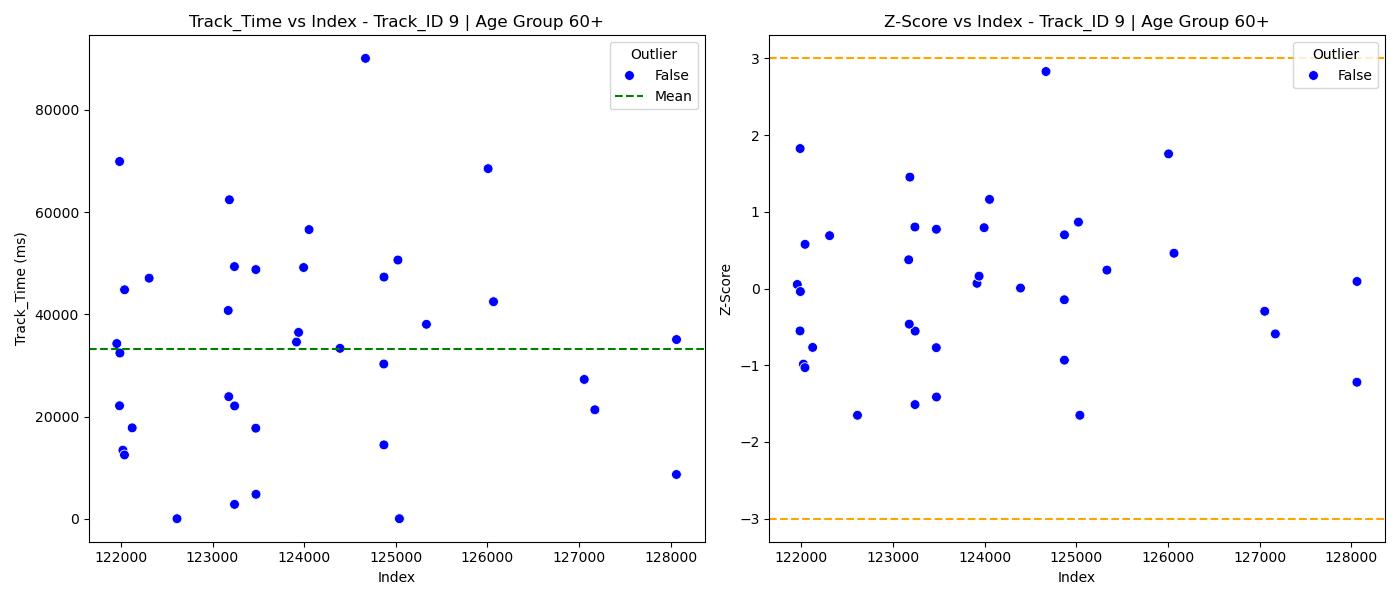 Track_Time vs Index - Track_ID 9 | Age Group 60+
Outlier
False
Mean
80000
60000
40000
20000
0
Track_Time (ms)
122000 123000 124000 125000 126000 127000 128000
Index
Z-Score vs Index - Track_ID 9 | Age Group 60+
Outlier
False
3
2
1
0
−1
−2
−3
Z-Score
122000 123000 124000 125000 126000 127000 128000
Index